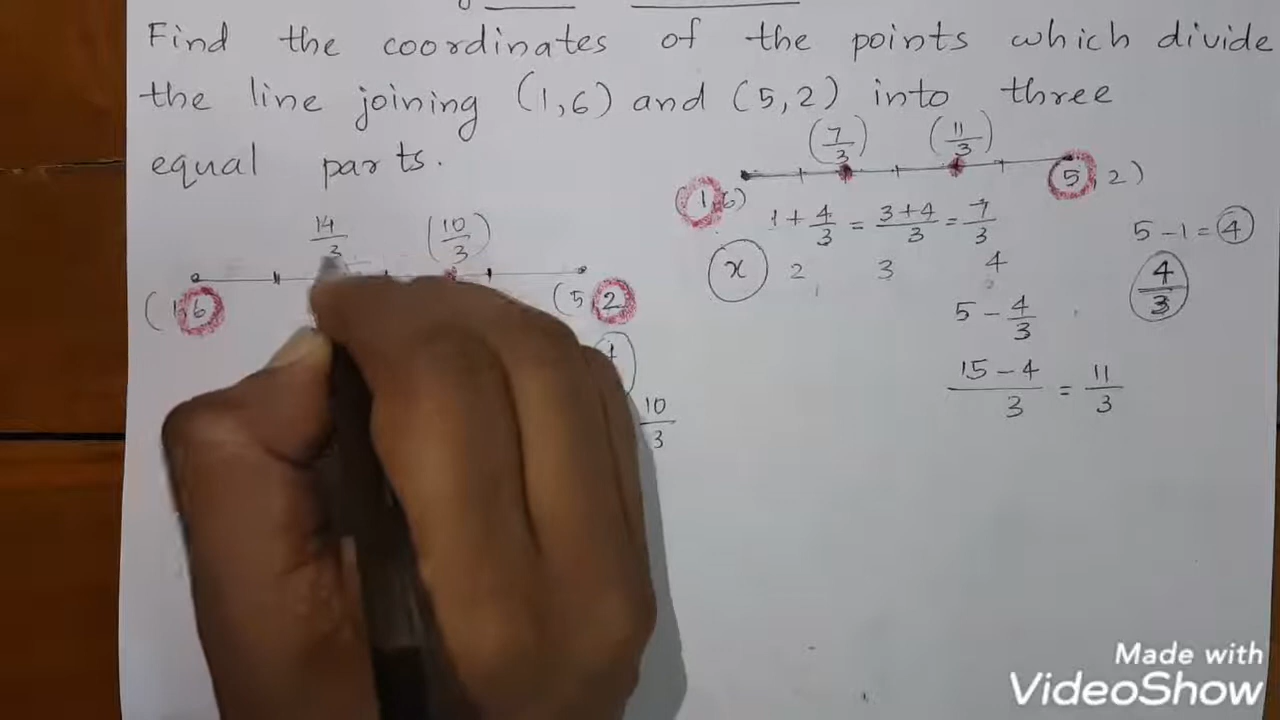 Find the coordinates of the points which divide
the line joining (1,6) and (5,2) into three
equal parts.
(7/3) (11/3)
(1,6) (5,2)
1 + 4/3 = 3+4/3 = 7/3
5 - 1 = 4
x 2 3 4
4/3
5 - 4/3
15 - 4/3 = 11/3
14/3 (10/3)
(1,6) (5,2)
10/3
Made with
VideoShow